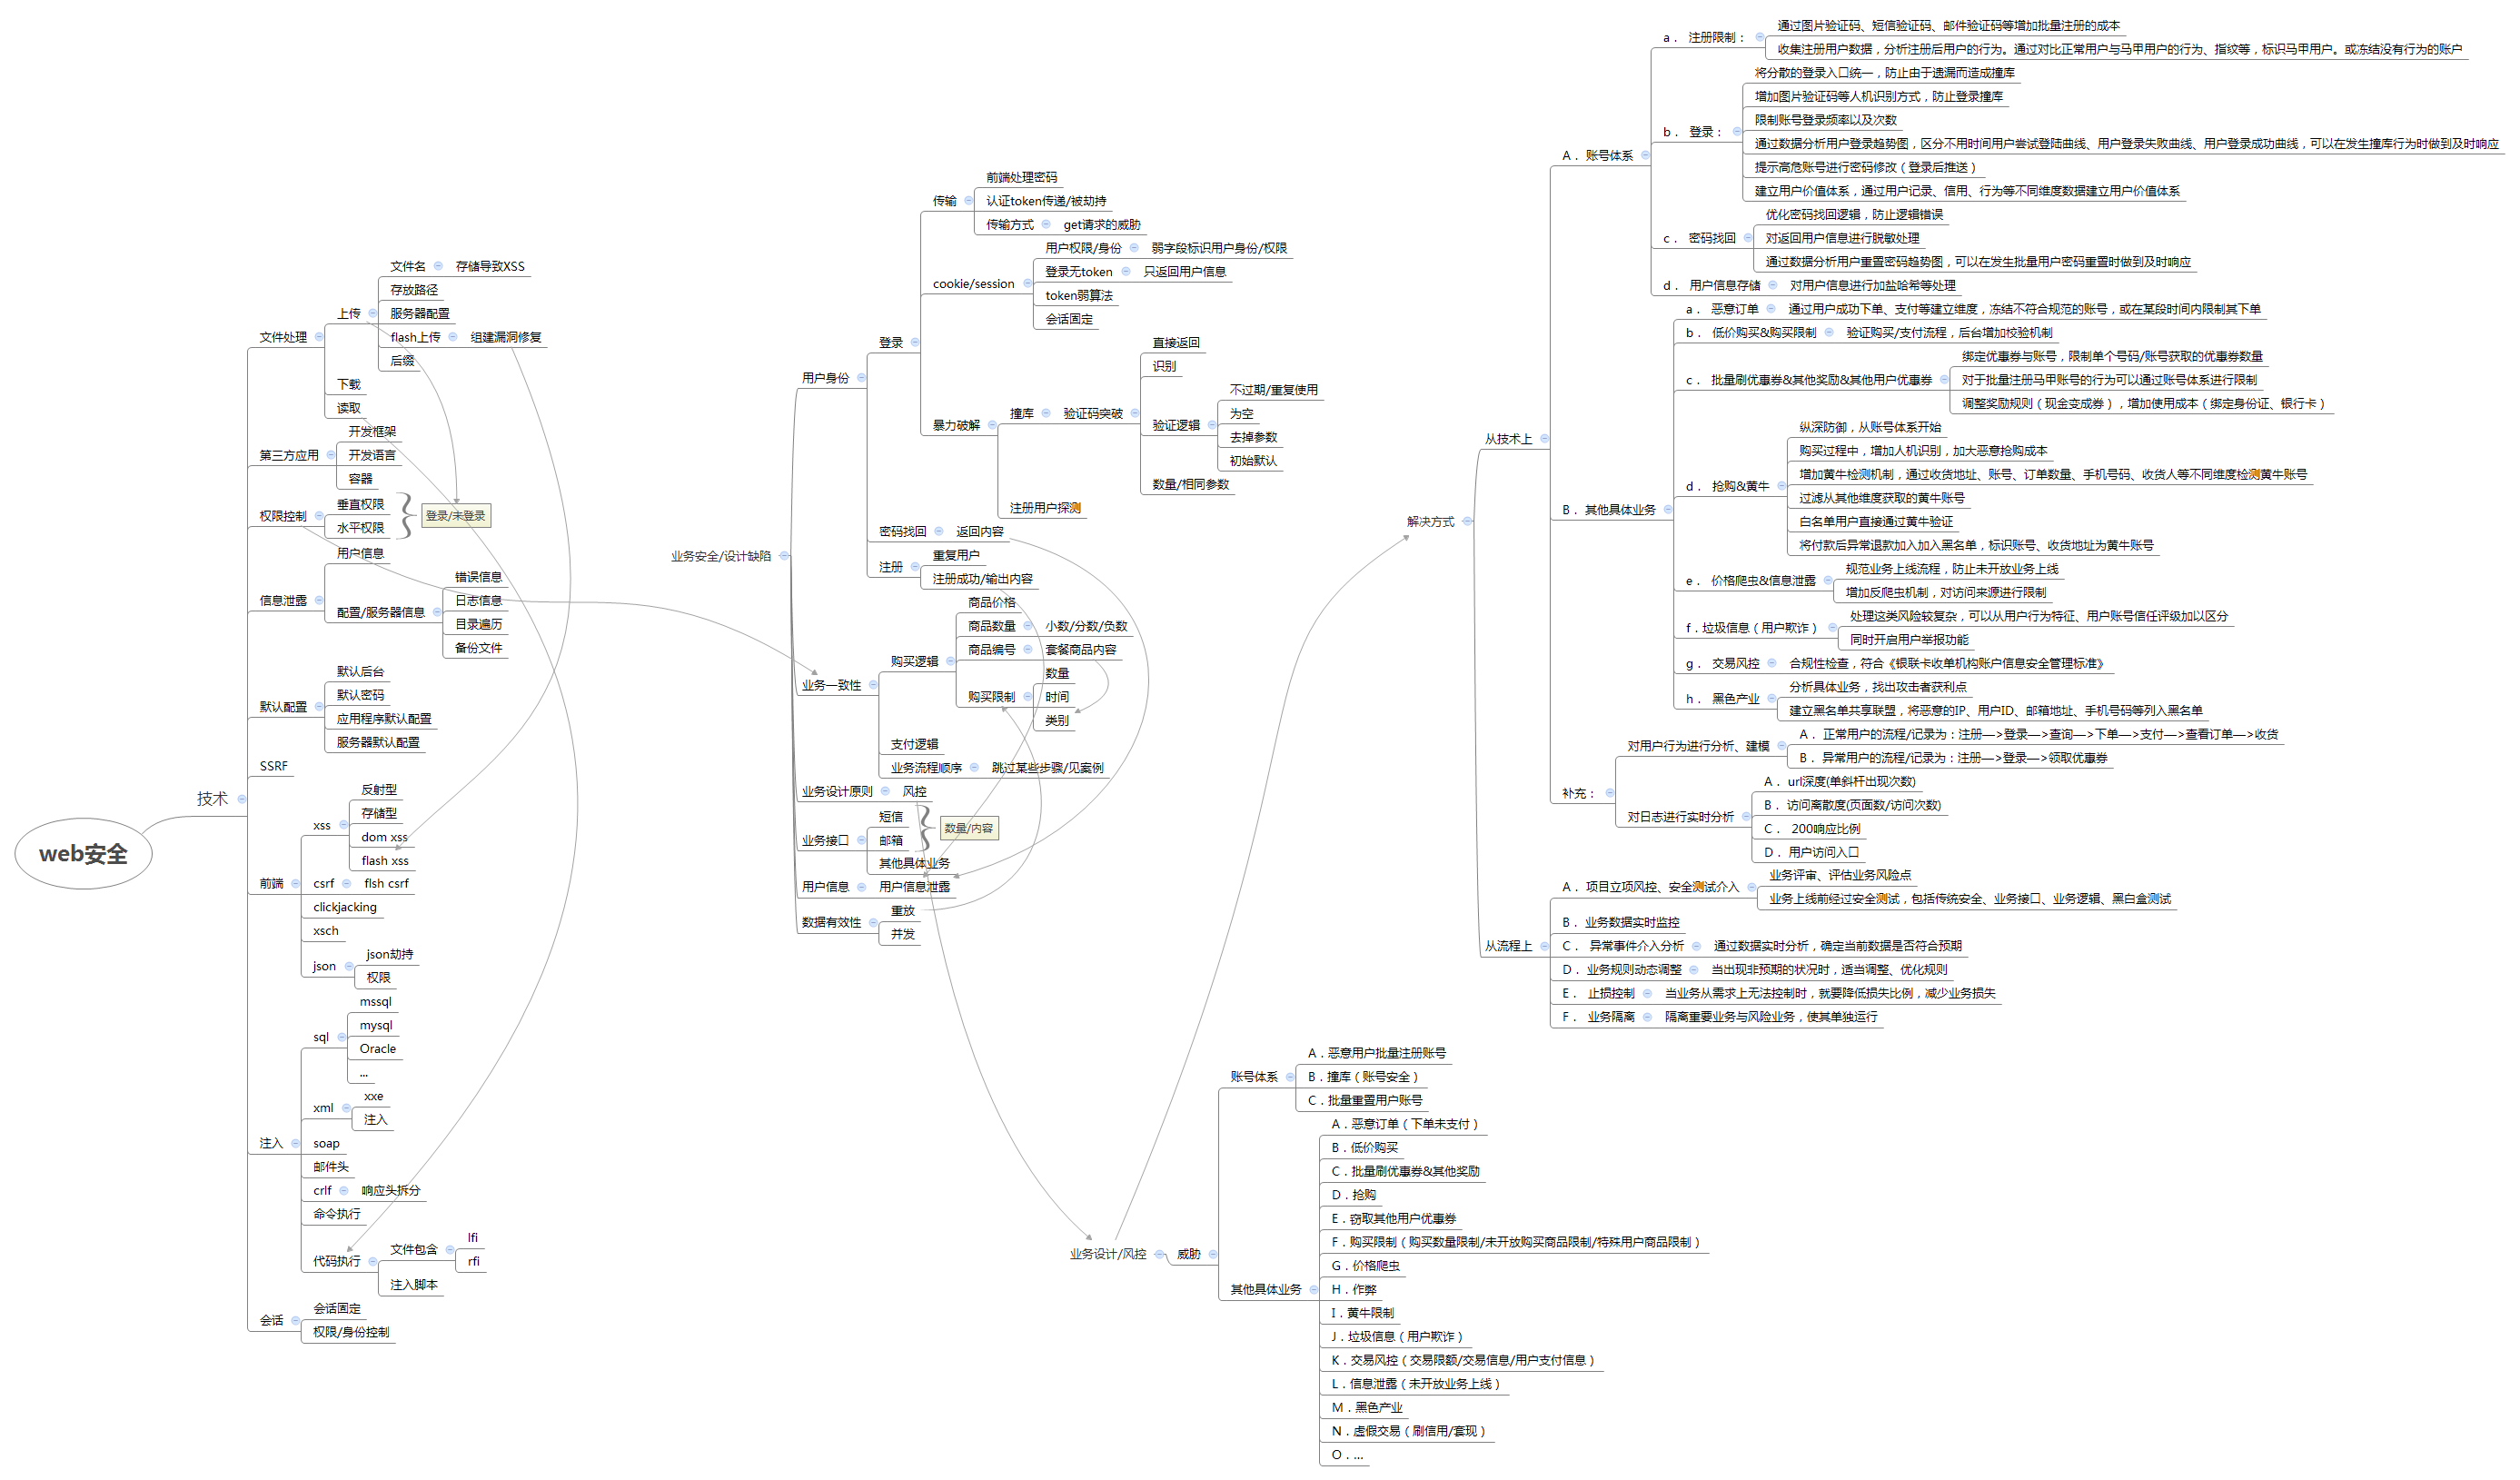 web安全
技术
文件处理
上传
文件名
存储导致XSS
存放路径
服务器配置
flash上传
组建漏洞修复
后缀
下载
读取
第三方应用
开发框架
开发语言
容器
权限控制
垂直权限
水平权限
登录/未登录
信息泄露
用户信息
配置/服务器信息
错误信息
日志信息
目录遍历
备份文件
默认配置
默认后台
默认密码
应用程序默认配置
服务器默认配置
SSRF
前端
xss
反射型
存储型
dom xss
flash xss
csrf
flsh csrf
clickjacking
xsch
json
json劫持
权限
注入
sql
mssql
mysql
Oracle
...
xml
xxe
注入
soap
邮件头
crlf
响应头拆分
命令执行
代码执行
文件包含
lfi
rfi
注入脚本
会话
会话固定
权限/身份控制
业务安全/设计缺陷
用户身份
登录
传输
前端处理密码
认证token传递/被劫持
传输方式
get请求的威胁
cookie/session
用户权限/身份
弱字段标识用户身份/权限
登录无token
只返回用户信息
token弱算法
会话固定
暴力破解
撞库
验证码突破
直接返回
识别
验证逻辑
不过期/重复使用
为空
去掉参数
初始默认
数量/相同参数
注册用户探测
密码找回
返回内容
注册
重复用户
注册成功/输出内容
业务一致性
购买逻辑
商品价格
商品数量
小数/分数/负数
商品编号
套餐商品内容
购买限制
数量
时间
类别
支付逻辑
业务流程顺序
跳过某些步骤/见案例
业务设计原则
风控
业务接口
短信
邮箱
其他具体业务
数量/内容
用户信息
用户信息泄露
数据有效性
重放
并发
业务设计/风控
威胁
账号体系
A．恶意用户批量注册账号
B．撞库（账号安全）
C．批量重置用户账号
其他具体业务
A．恶意订单（下单未支付）
B．低价购买
C．批量刷优惠券&其他奖励
D．抢购
E．窃取其他用户优惠券
F．购买限制（购买数量限制/未开放购买商品限制/特殊用户商品限制）
G．价格爬虫
H．作弊
I．黄牛限制
J．垃圾信息（用户欺诈）
K．交易风控（交易限额/交易信息/用户支付信息）
L．信息泄露（未开放业务上线）
M．黑色产业
N．虚假交易（刷信用/套现）
O．...
解决方式
从技术上
A． 账号体系
a． 注册限制：
通过图片验证码、短信验证码、邮件验证码等增加批量注册的成本
收集注册用户数据，分析注册后用户的行为。通过对比正常用户与马甲用户的行为、指纹等，标识马甲用户。或冻结没有行为的账户
b． 登录：
将分散的登录入口统一，防止由于遗漏而造成撞库
增加图片验证码等人机识别方式，防止登录撞库
限制账号登录频率以及次数
通过数据分析用户登录趋势图，区分不用时间用户尝试登陆曲线、用户登录失败曲线、用户登录成功曲线，可以在发生撞库行为时做到及时响应
提示高危账号进行密码修改（登录后推送）
建立用户价值体系，通过用户记录、信用、行为等不同维度数据建立用户价值体系
c． 密码找回
优化密码找回逻辑，防止逻辑错误
对返回用户信息进行脱敏处理
通过数据分析用户重置密码趋势图，可以在发生批量用户密码重置时做到及时响应
d． 用户信息存储
对用户信息进行加盐哈希等处理
B． 其他具体业务
a． 恶意订单
通过用户成功下单、支付等建立维度，冻结不符合规范的账号，或在某段时间内限制其下单
b． 低价购买&购买限制
验证购买/支付流程，后台增加校验机制
c． 批量刷优惠券&其他奖励&其他用户优惠券
绑定优惠券与账号，限制单个号码/账号获取的优惠券数量
对于批量注册马甲账号的行为可以通过账号体系进行限制
调整奖励规则（现金变成券），增加使用成本（绑定身份证、银行卡）
d． 抢购&黄牛
纵深防御，从账号体系开始
购买过程中，增加人机识别，加大恶意抢购成本
增加黄牛检测机制，通过收货地址、账号、订单数量、手机号码、收货人等不同维度检测黄牛账号
过滤从其他维度获取的黄牛账号
白名单用户直接通过黄牛验证
将付款后异常退款加入加入黑名单，标识账号、收货地址为黄牛账号
e． 价格爬虫&信息泄露
规范业务上线流程，防止未开放业务上线
增加反爬虫机制，对访问来源进行限制
f．垃圾信息（用户欺诈）
处理这类风险较复杂，可以从用户行为特征、用户账号信任评级加以区分
同时开启用户举报功能
g． 交易风控
合规性检查，符合《银联卡收单机构账户信息安全管理标准》
h． 黑色产业
分析具体业务，找出攻击者获利点
建立黑名单共享联盟，将恶意的IP、用户ID、邮箱地址、手机号码等列入黑名单
补充：
对用户行为进行分析、建模
A． 正常用户的流程/记录为：注册—>登录—>查询—>下单—>支付—>查看订单—>收货
B． 异常用户的流程/记录为：注册—>登录—>领取优惠券
对日志进行实时分析
A． url深度(单斜杆出现次数)
B． 访问离散度(页面数/访问次数)
C． 200响应比例
D． 用户访问入口
从流程上
A． 项目立项风控、安全测试介入
业务评审、评估业务风险点
业务上线前经过安全测试，包括传统安全、业务接口、业务逻辑、黑白盒测试
B． 业务数据实时监控
C． 异常事件介入分析
通过数据实时分析，确定当前数据是否符合预期
D． 业务规则动态调整
当出现非预期的状况时，适当调整、优化规则
E． 止损控制
当业务从需求上无法控制时，就要降低损失比例，减少业务损失
F． 业务隔离
隔离重要业务与风险业务，使其单独运行